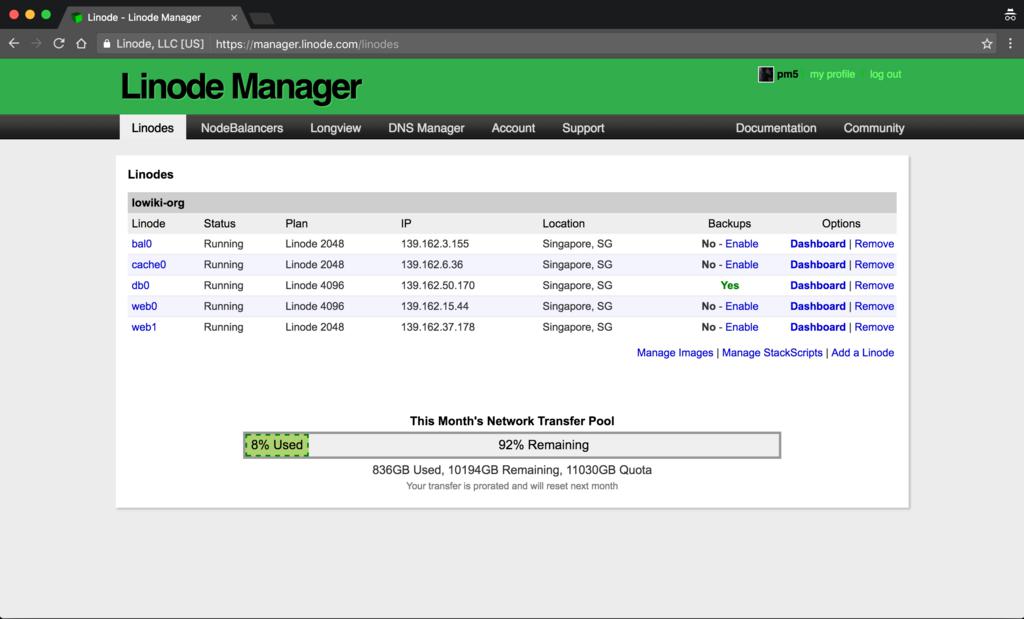 Linode - Linode Manager
Linode, LLC [US] https://manager.linode.com/linodes
Linode Manager
pm5 my profile log out
Linodes NodeBalancers Longview DNS Manager Account Support Documentation Community
Linodes
lowiki-org
Linode Status Plan IP Location Backups Options
bal0 Running Linode 2048 139.162.3.155 Singapore, SG No - Enable Dashboard | Remove
cache0 Running Linode 2048 139.162.6.36 Singapore, SG No - Enable Dashboard | Remove
db0 Running Linode 4096 139.162.50.170 Singapore, SG Yes Dashboard | Remove
web0 Running Linode 4096 139.162.15.44 Singapore, SG No - Enable Dashboard | Remove
web1 Running Linode 2048 139.162.37.178 Singapore, SG No - Enable Dashboard | Remove
Manage Images | Manage StackScripts | Add a Linode
This Month's Network Transfer Pool
8% Used 92% Remaining
836GB Used, 10194GB Remaining, 11030GB Quota
Your transfer is prorated and will reset next month